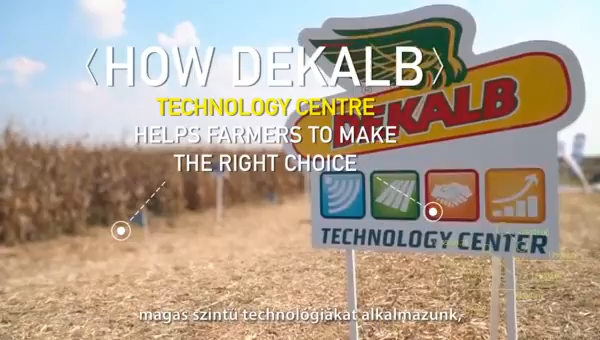 〈HOW DEKALB〉
TECHNOLOGY CENTRE
HELPS FARMERS TO MAKE
THE RIGHT CHOICE
DEKALB
TECHNOLOGY CENTER
magas szintű technológiákat alkalmazunk,